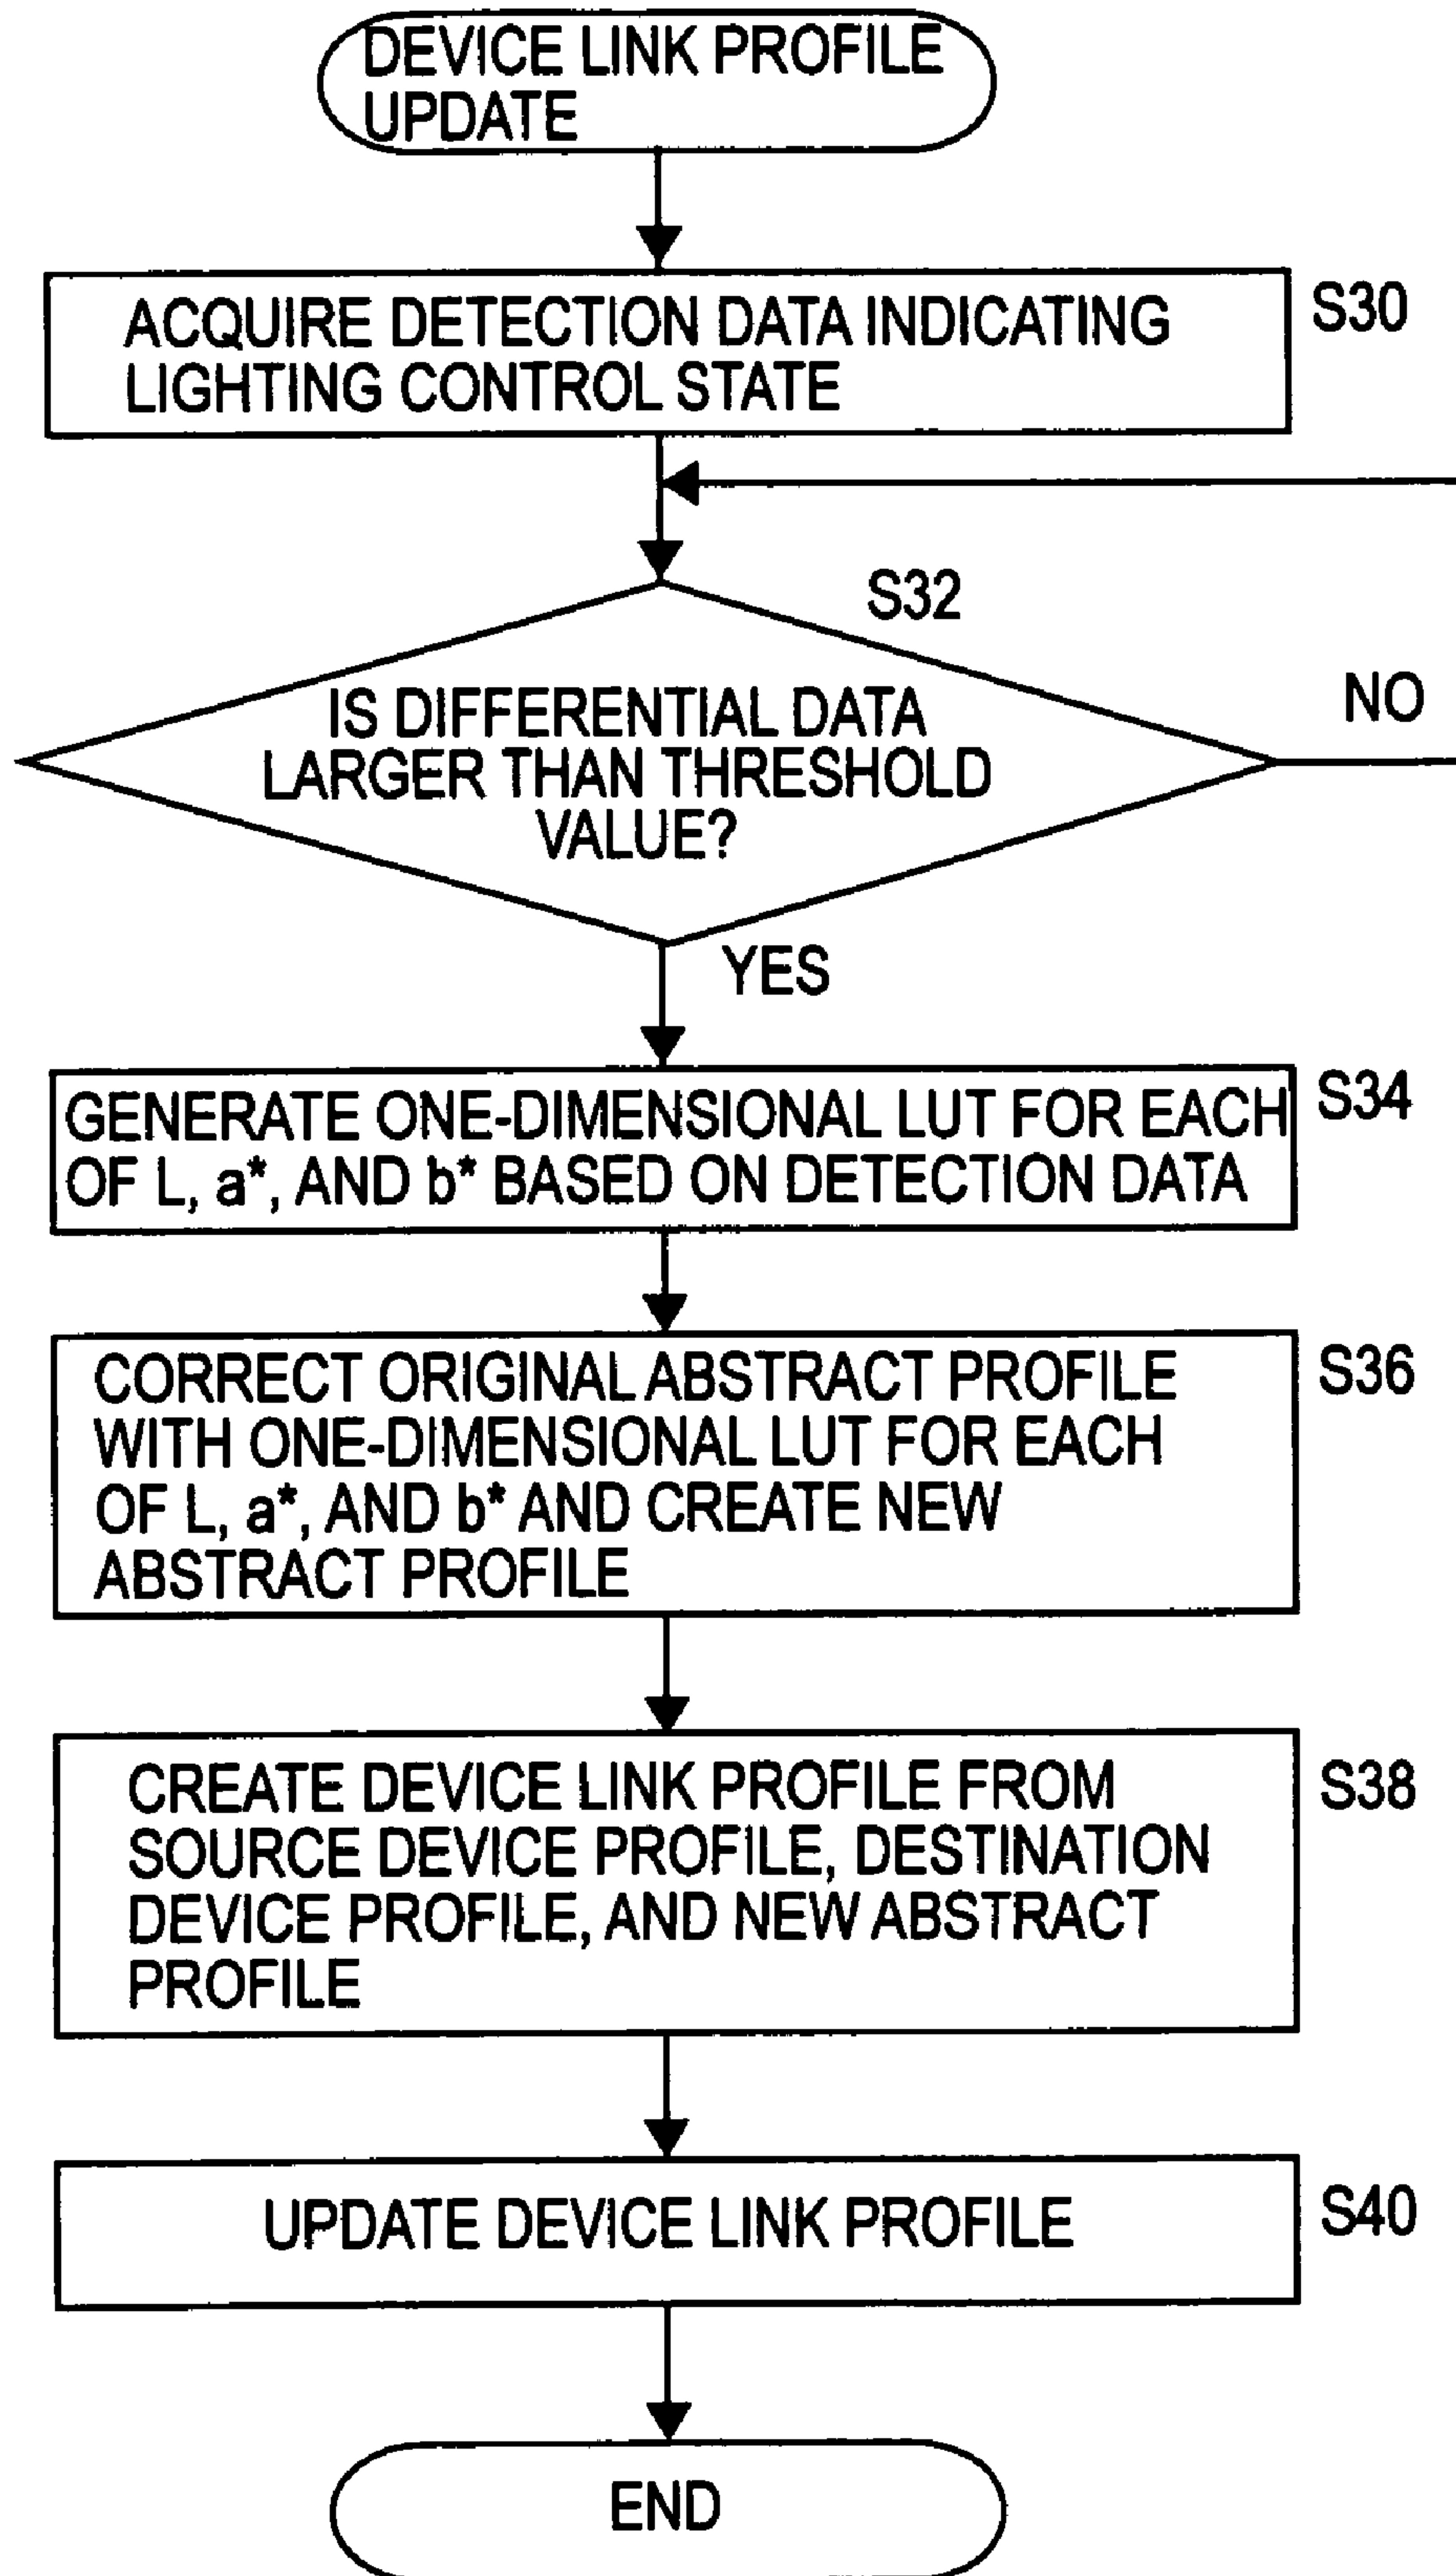 DEVICE LINK PROFILE
UPDATE
ACQUIRE DETECTION DATA INDICATING
LIGHTING CONTROL STATE
S30
S32
IS DIFFERENTIAL DATA
LARGER THAN THRESHOLD
VALUE?
NO
YES
GENERATE ONE-DIMENSIONAL LUT FOR EACH
OF L, a*, AND b* BASED ON DETECTION DATA
S34
CORRECT ORIGINAL ABSTRACT PROFILE
WITH ONE-DIMENSIONAL LUT FOR EACH
OF L, a*, AND b* AND CREATE NEW
ABSTRACT PROFILE
S36
CREATE DEVICE LINK PROFILE FROM
SOURCE DEVICE PROFILE, DESTINATION
DEVICE PROFILE, AND NEW ABSTRACT
PROFILE
S38
UPDATE DEVICE LINK PROFILE
S40
END